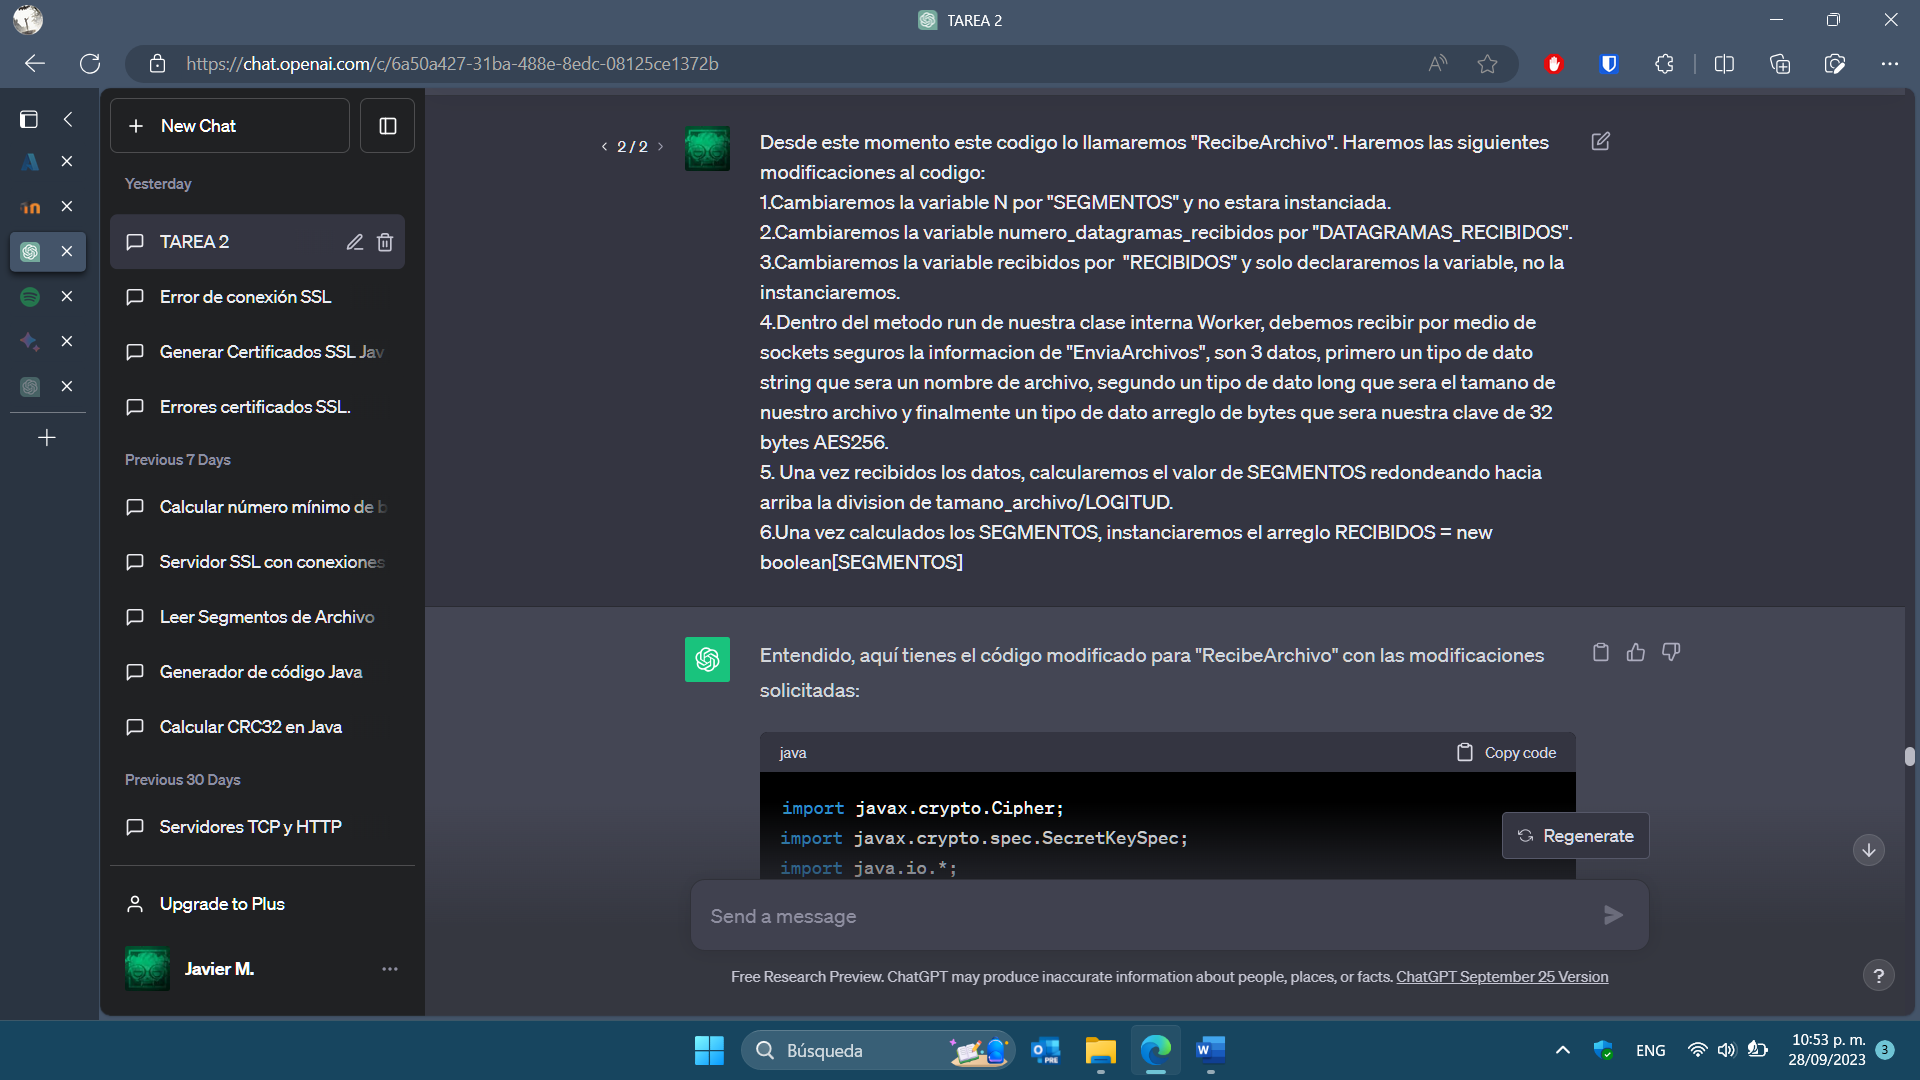 TAREA 2
https://chat.openai.com/c/6a50a427-31ba-488e-8edc-08125ce1372b
New Chat
Yesterday
TAREA 2
Error de conexión SSL
Generar Certificados SSL Jav
Errores certificados SSL.
Previous 7 Days
Calcular número mínimo de b
Servidor SSL con conexiones
Leer Segmentos de Archivo
Generador de código Java
Calcular CRC32 en Java
Previous 30 Days
Servidores TCP y HTTP
Upgrade to Plus
Javier M.
2 / 2
Desde este momento este codigo lo llamaremos "RecibeArchivo". Haremos las siguientes
modificaciones al codigo:
1.Cambiaremos la variable N por "SEGMENTOS" y no estara instanciada.
2.Cambiaremos la variable numero_datagramas_recibidos por "DATAGRAMAS_RECIBIDOS".
3.Cambiaremos la variable recibidos por  "RECIBIDOS" y solo declararemos la variable, no la
instanciaremos.
4.Dentro del metodo run de nuestra clase interna Worker, debemos recibir por medio de
sockets seguros la informacion de "EnviaArchivos", son 3 datos, primero un tipo de dato
string que sera un nombre de archivo, segundo un tipo de dato long que sera el tamano de
nuestro archivo y finalmente un tipo de dato arreglo de bytes que sera nuestra clave de 32
bytes AES256.
5. Una vez recibidos los datos, calcularemos el valor de SEGMENTOS redondeando hacia
arriba la division de tamano_archivo/LOGITUD.
6.Una vez calculados los SEGMENTOS, instanciaremos el arreglo RECIBIDOS = new
boolean[SEGMENTOS]
Entendido, aquí tienes el código modificado para "RecibeArchivo" con las modificaciones
solicitadas:
java
Copy code
import javax.crypto.Cipher;
import javax.crypto.spec.SecretKeySpec;
import java.io.*;
Regenerate
Send a message
Free Research Preview. ChatGPT may produce inaccurate information about people, places, or facts. ChatGPT September 25 Version
?
Búsqueda
ENG
10:53 p. m.
28/09/2023
3